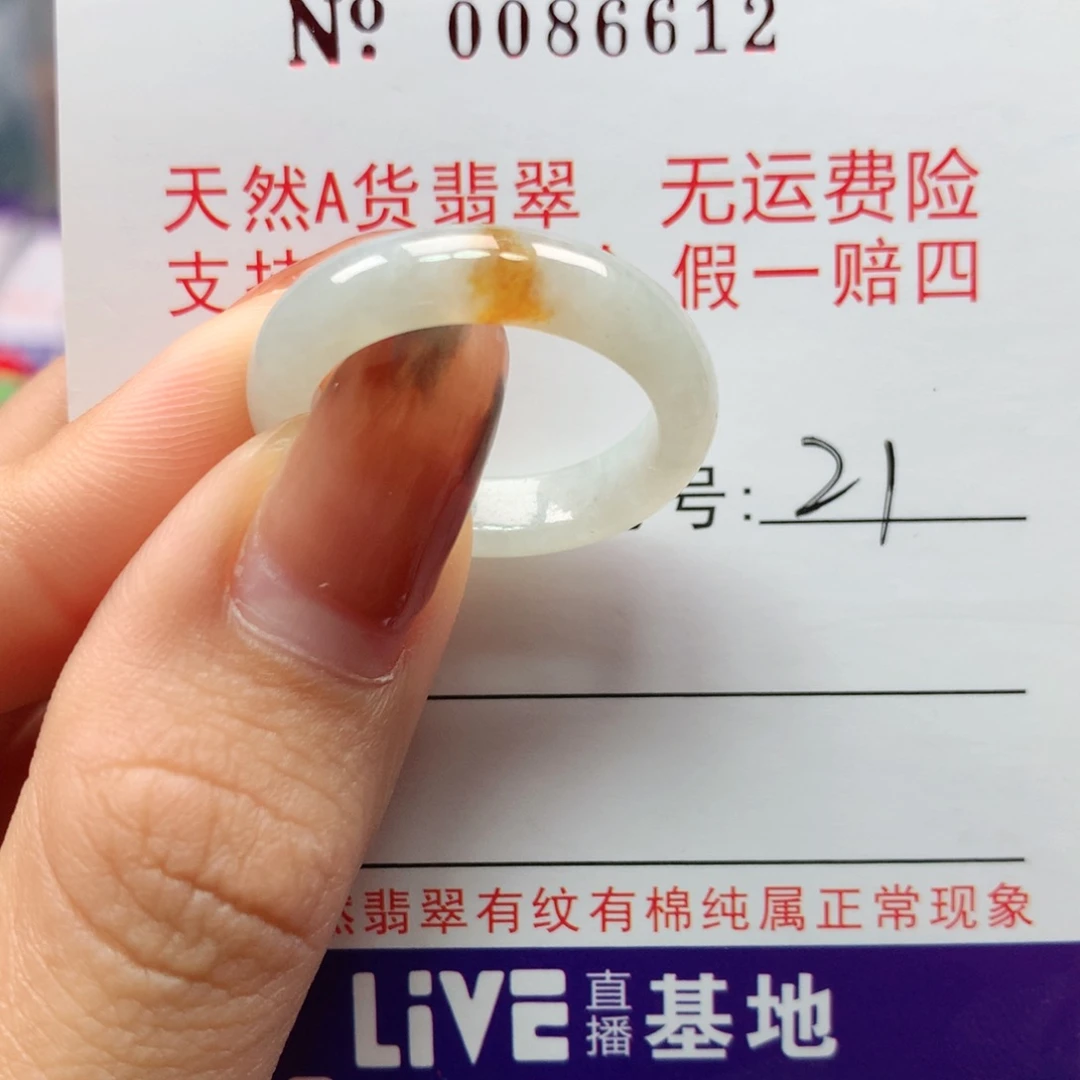 No 0086612
天然A货翡翠 无运费险
支持 假一赔四
号: 21
翡翠有纹有棉纯属正常现象
LiVE 直播 基地